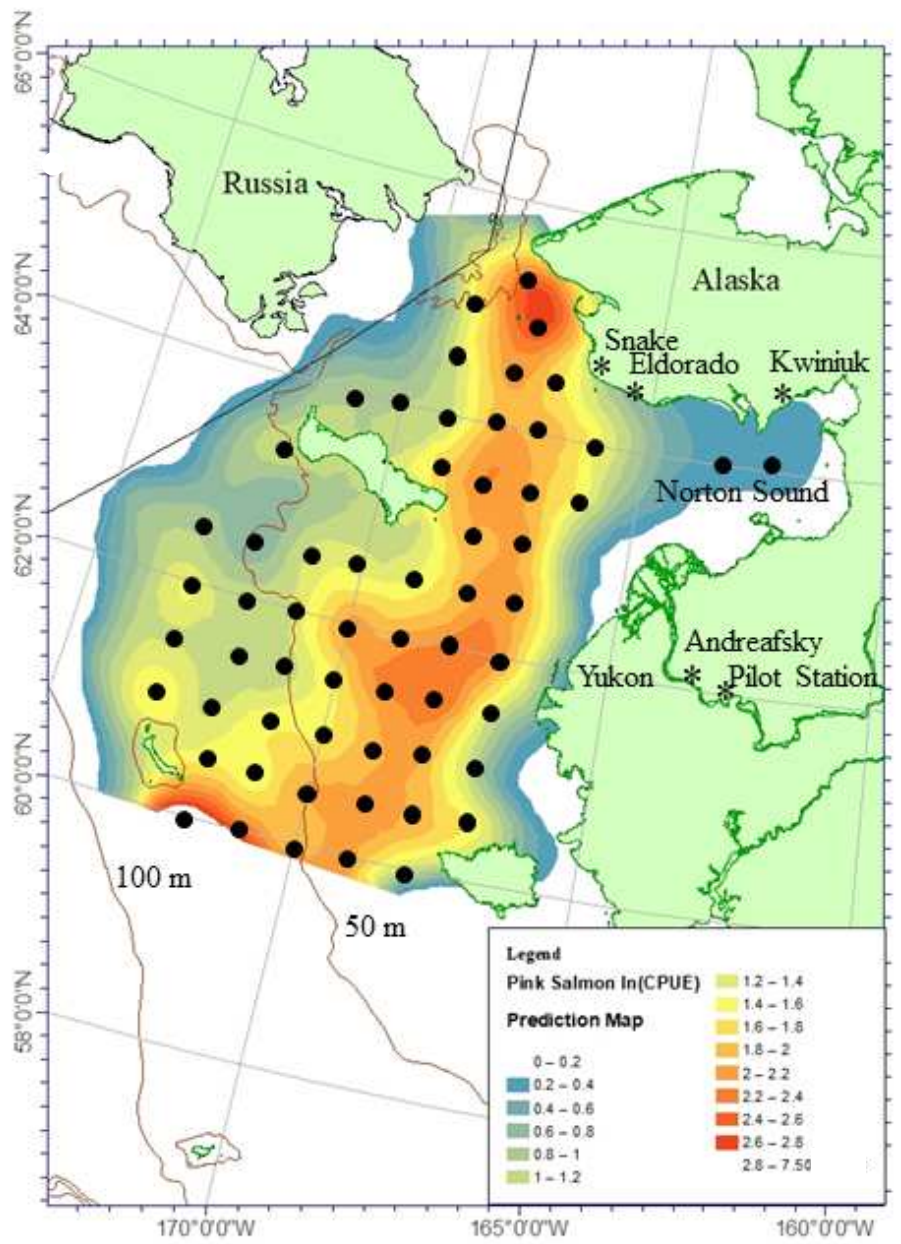 66°0'0"N
64°0'0"N
62°0'0"N
60°0'0"N
58°0'0"N
Russia
Alaska
Snake
Eldorado
Kwiniuk
Norton Sound
Andreafsky
Yukon
Pilot Station
100 m
50 m
Legend
Pink Salmon ln(CPUE)
Prediction Map
0 – 0.2
0.2 – 0.4
0.4 – 0.6
0.6 – 0.8
0.8 – 1
1 – 1.2
1.2 – 1.4
1.4 – 1.6
1.6 – 1.8
1.8 – 2
2 – 2.2
2.2 – 2.4
2.4 – 2.6
2.6 – 2.8
2.8 – 7.50
170°0'0"W
165°0'0"W
160°0'0"W